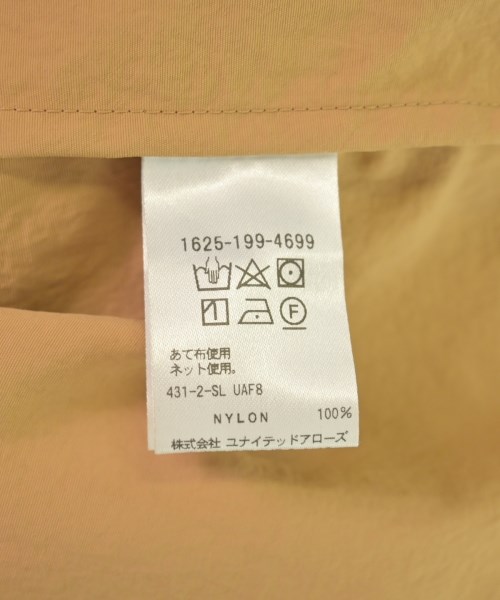 1625-199-4699
F
あて布使用
ネット使用。
431-2-SL UAF8
NYLON 100%
株式会社 ユナイテッドアローズ